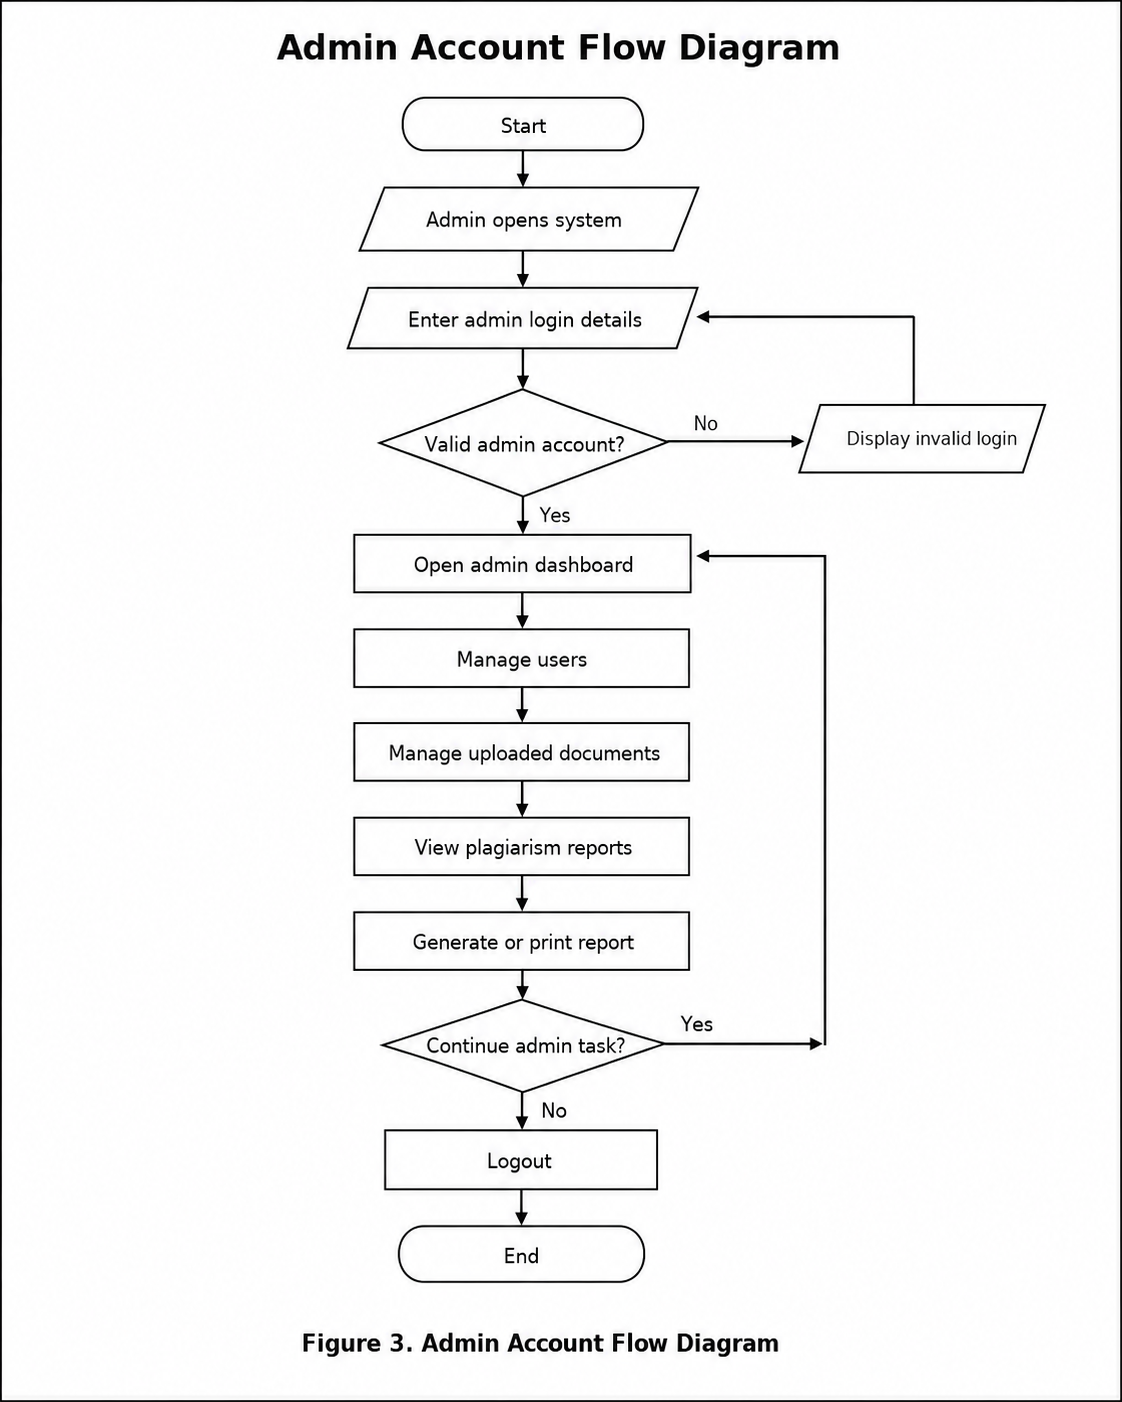 Admin Account Flow Diagram
Start
Admin opens system
Enter admin login details
Valid admin account?
No
Display invalid login
Yes
Open admin dashboard
Manage users
Manage uploaded documents
View plagiarism reports
Generate or print report
Continue admin task?
Yes
No
Logout
End
Figure 3. Admin Account Flow Diagram